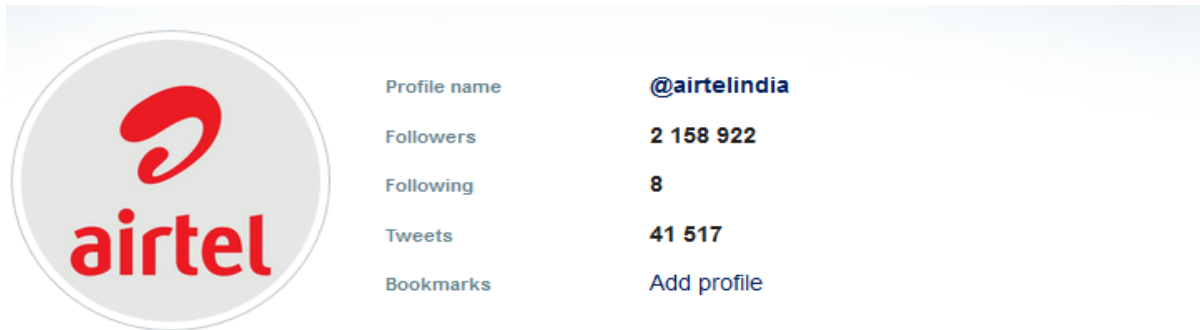 airtel
Profile name @airtelindia
Followers 2 158 922
Following 8
Tweets 41 517
Bookmarks Add profile